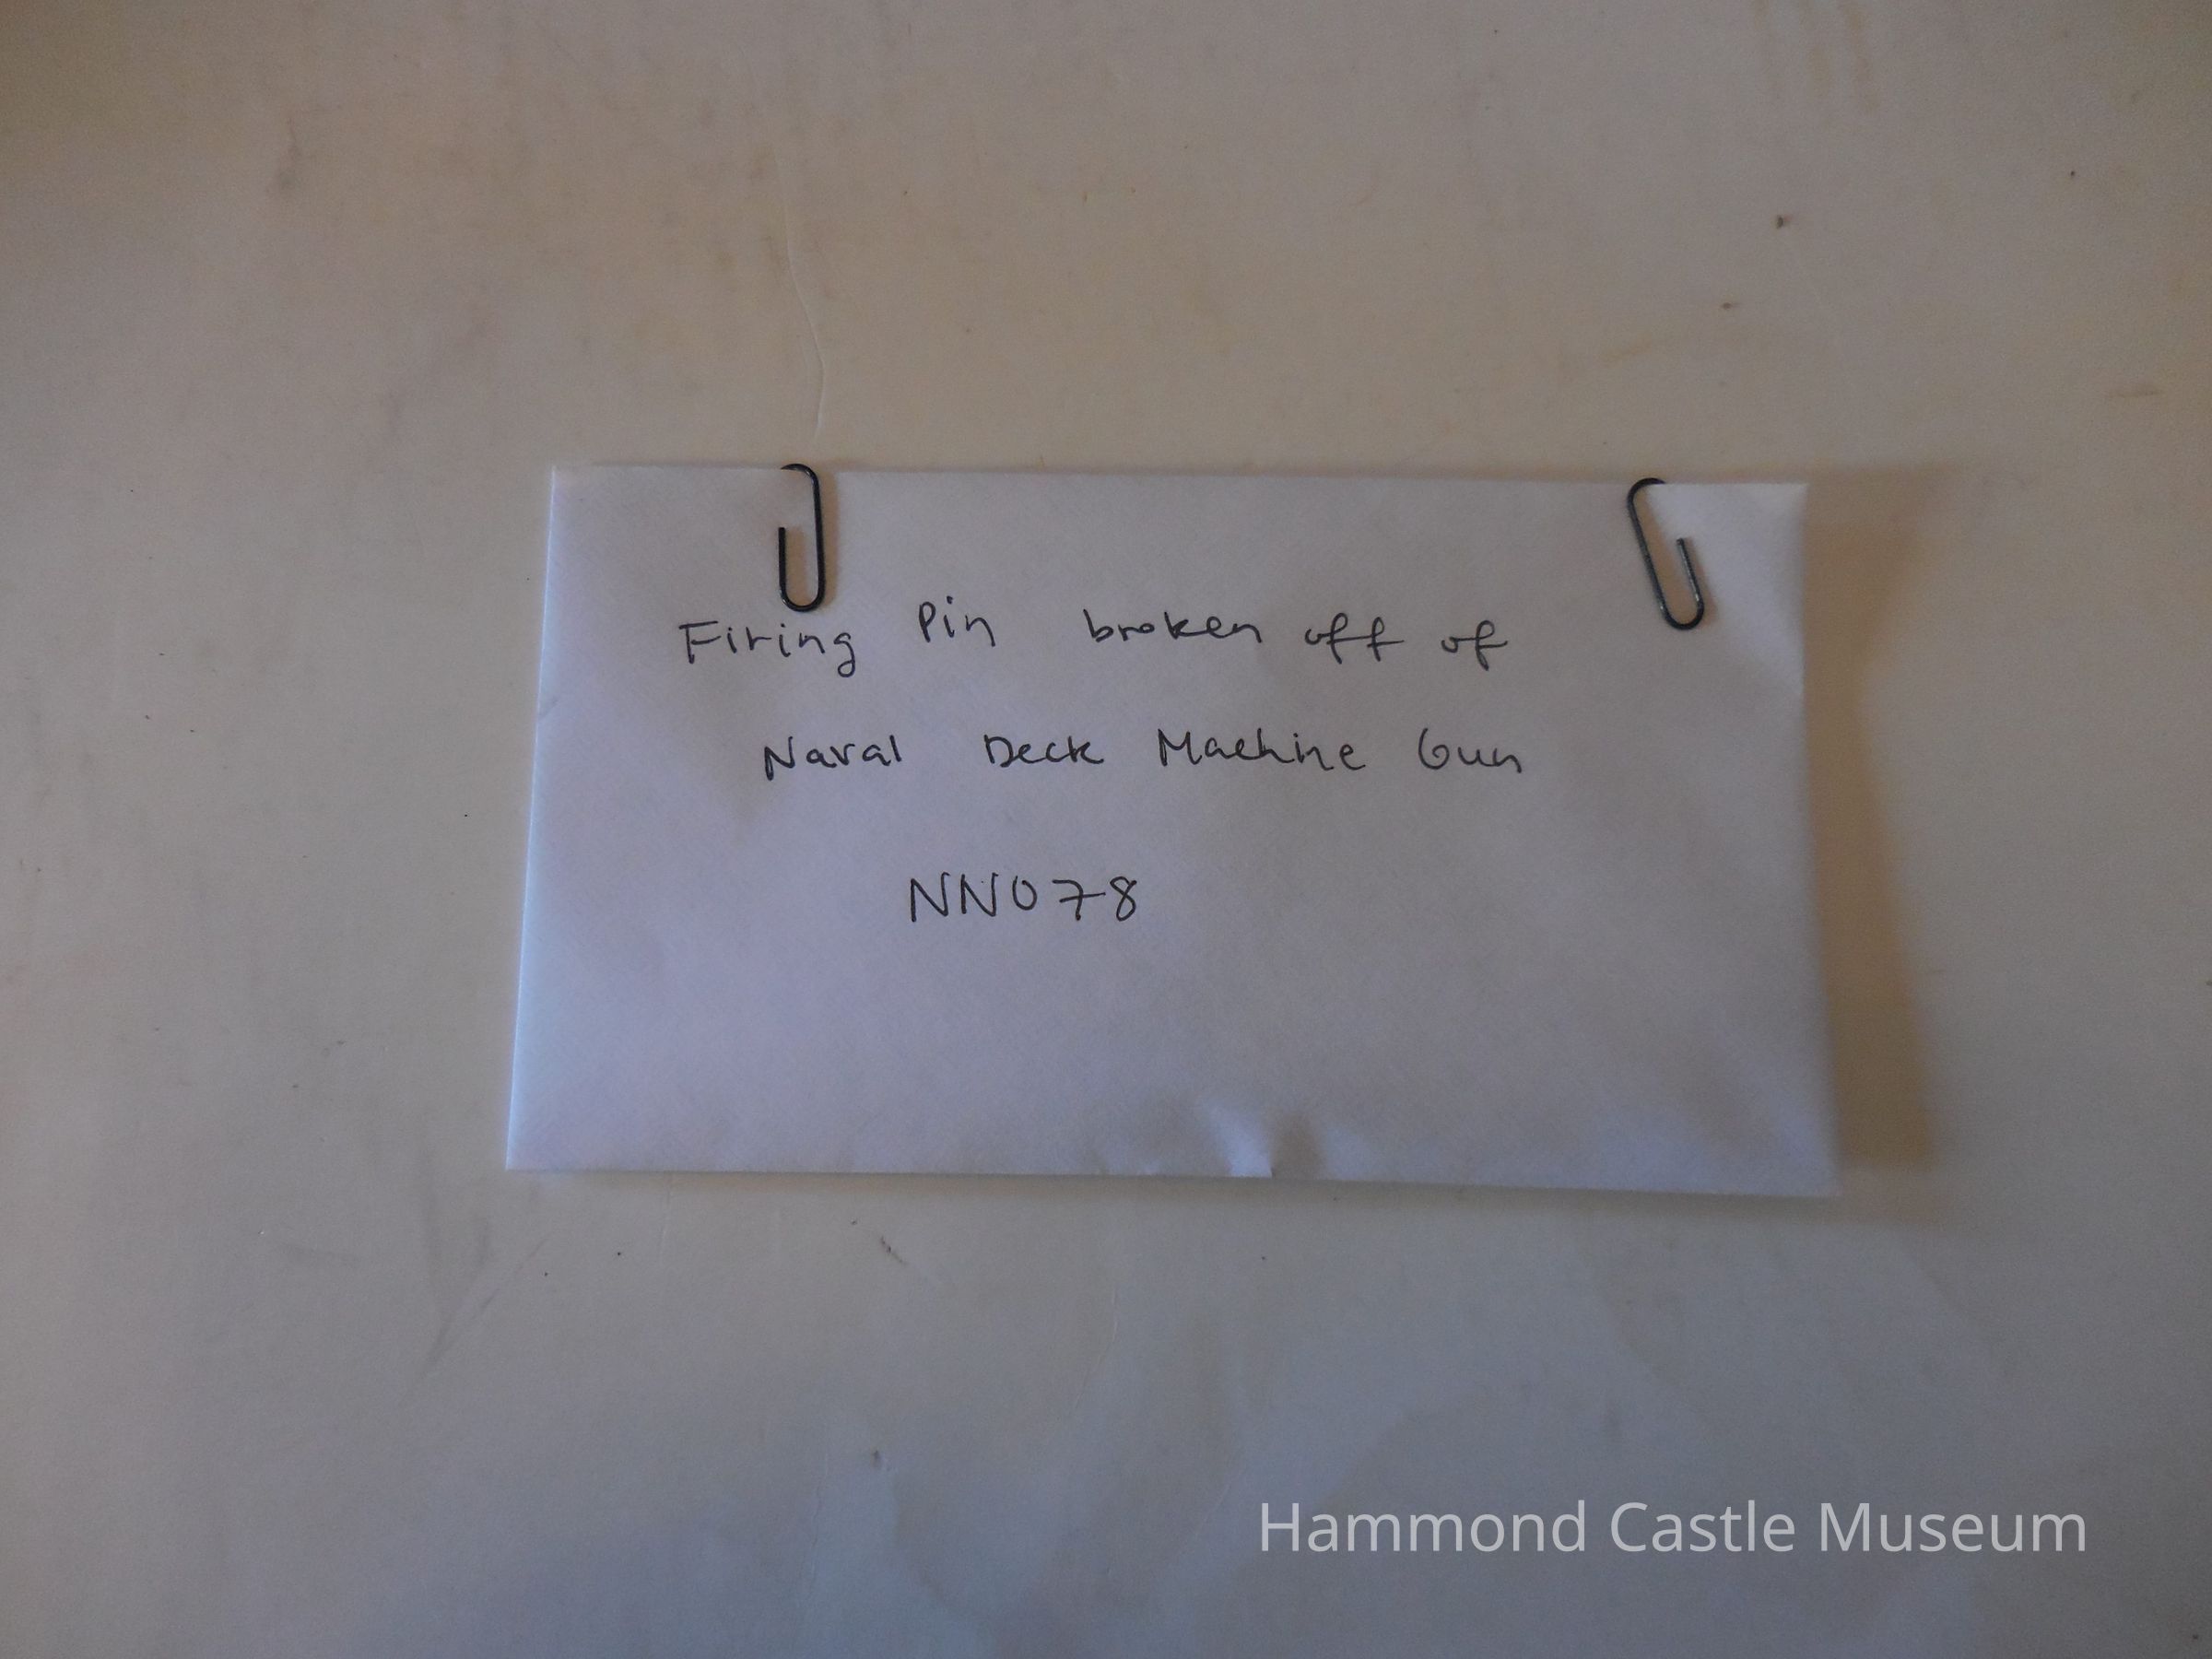 Firing Pin broken off of
Naval Deck Machine Gun
NN078
Hammond Castle Museum